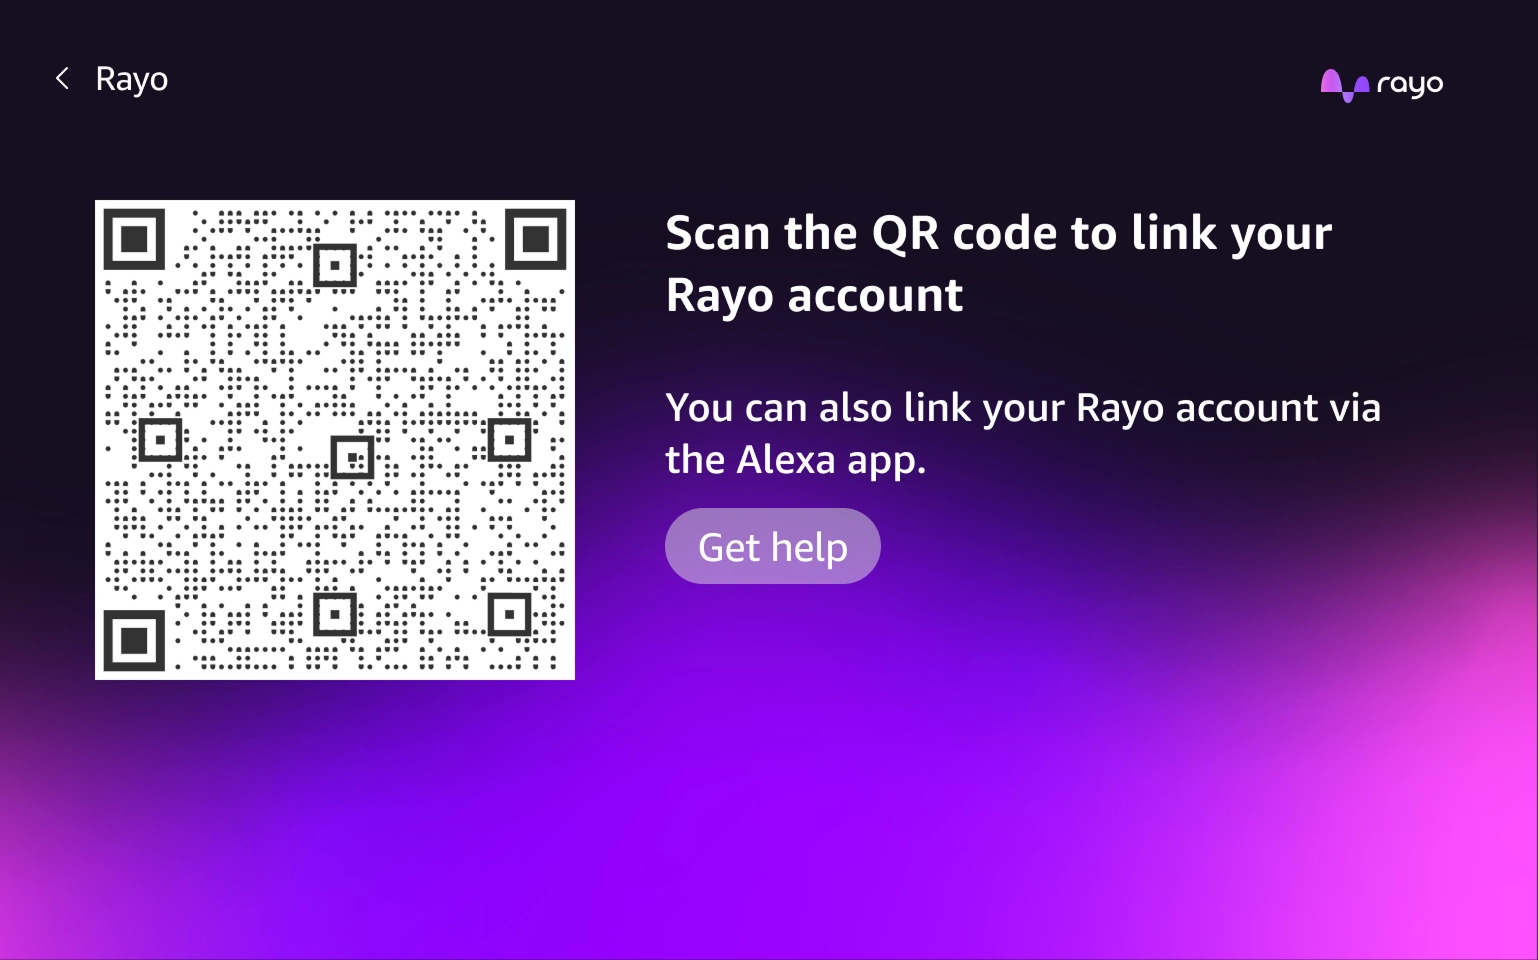 Rayo
rayo
Scan the QR code to link your
Rayo account
You can also link your Rayo account via
the Alexa app.
Get help